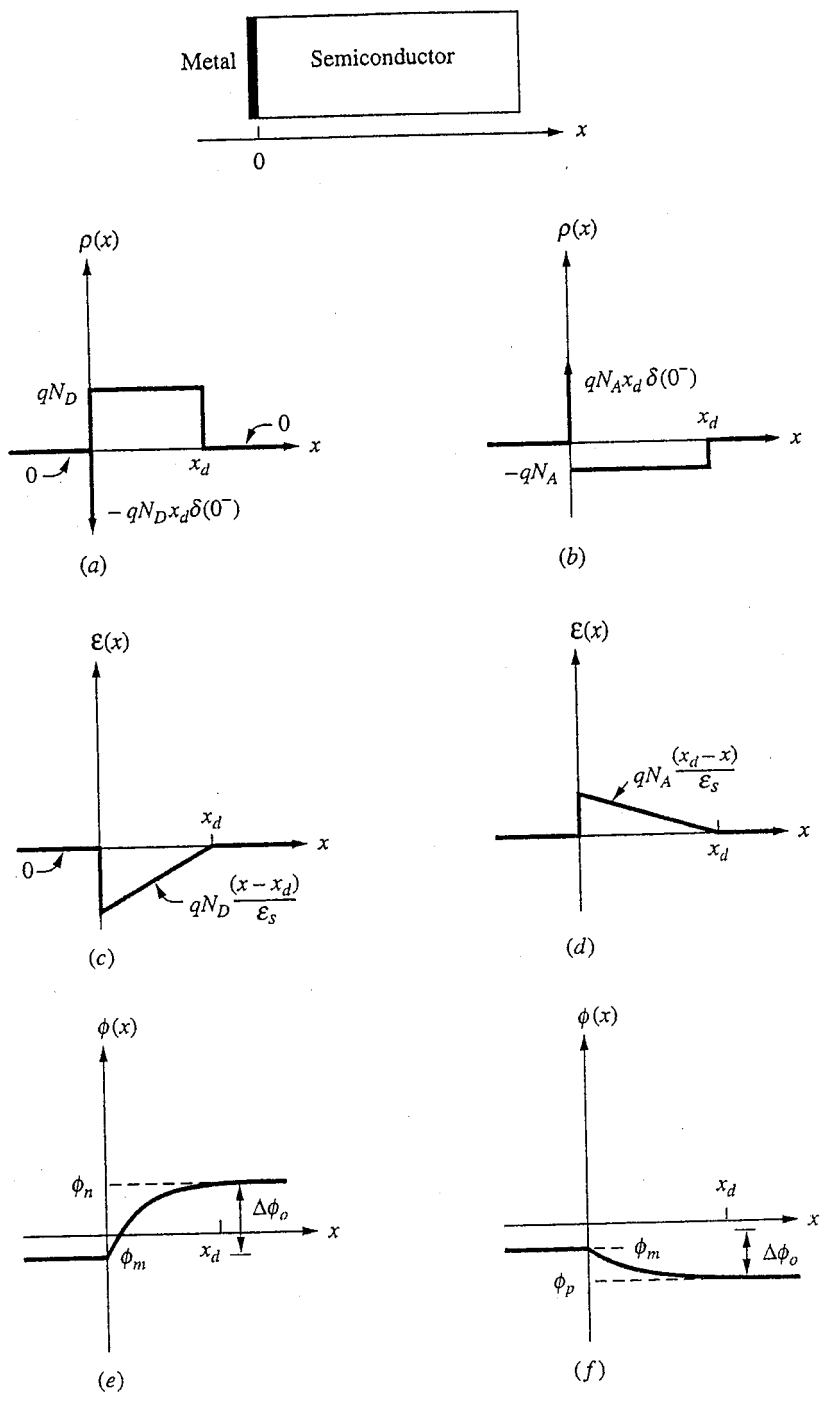 Metal Semiconductor
x
0
ρ(x)
qN_D
0
0
x_d
x
− qN_D x_d δ(0⁻)
(a)
ρ(x)
qN_A x_d δ(0⁻)
x_d
x
−qN_A
(b)
ℰ(x)
x_d
x
0
qN_D (x − x_d)/ε_s
(c)
ℰ(x)
qN_A (x_d − x)/ε_s
x
x_d
(d)
ϕ(x)
ϕ_n
Δϕ_o
x
ϕ_m
x_d
(e)
ϕ(x)
x_d
x
ϕ_m
Δϕ_o
ϕ_p
(f)